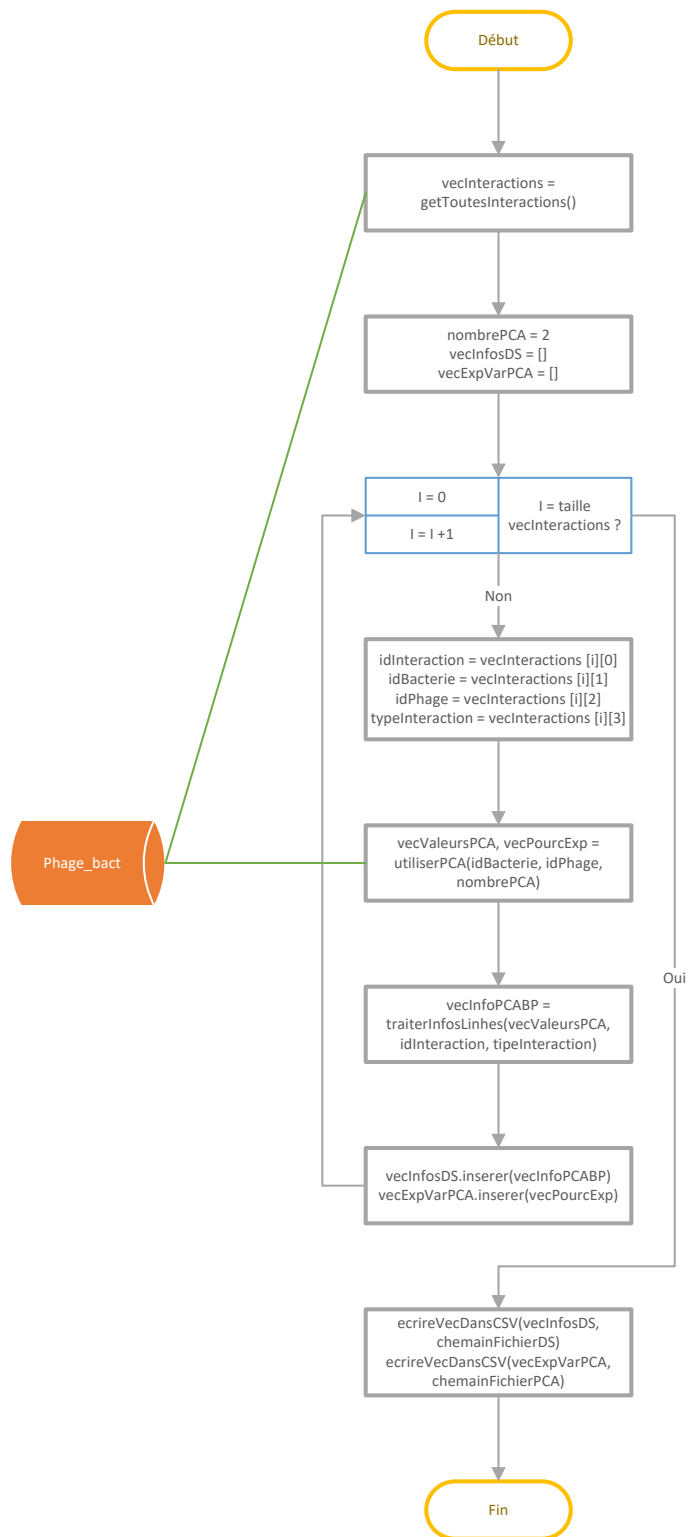 Début
vecInteractions =
getToutesInteractions()
nombrePCA = 2
vecInfosDS = []
vecExpVarPCA = []
I = 0
I = I +1
I = taille
vecInteractions ?
Non
idInteraction = vecInteractions [i][0]
idBacterie = vecInteractions [i][1]
idPhage = vecInteractions [i][2]
typeInteraction = vecInteractions [i][3]
Phage_bact
vecValeursPCA, vecPourcExp =
utiliserPCA(idBacterie, idPhage,
nombrePCA)
Oui
vecInfoPCABP =
traiterInfosLinhes(vecValeursPCA,
idInteraction, tipeInteraction)
vecInfosDS.inserer(vecInfoPCABP)
vecExpVarPCA.inserer(vecPourcExp)
ecrireVecDansCSV(vecInfosDS,
chemainFichierDS)
ecrireVecDansCSV(vecExpVarPCA,
chemainFichierPCA)
Fin